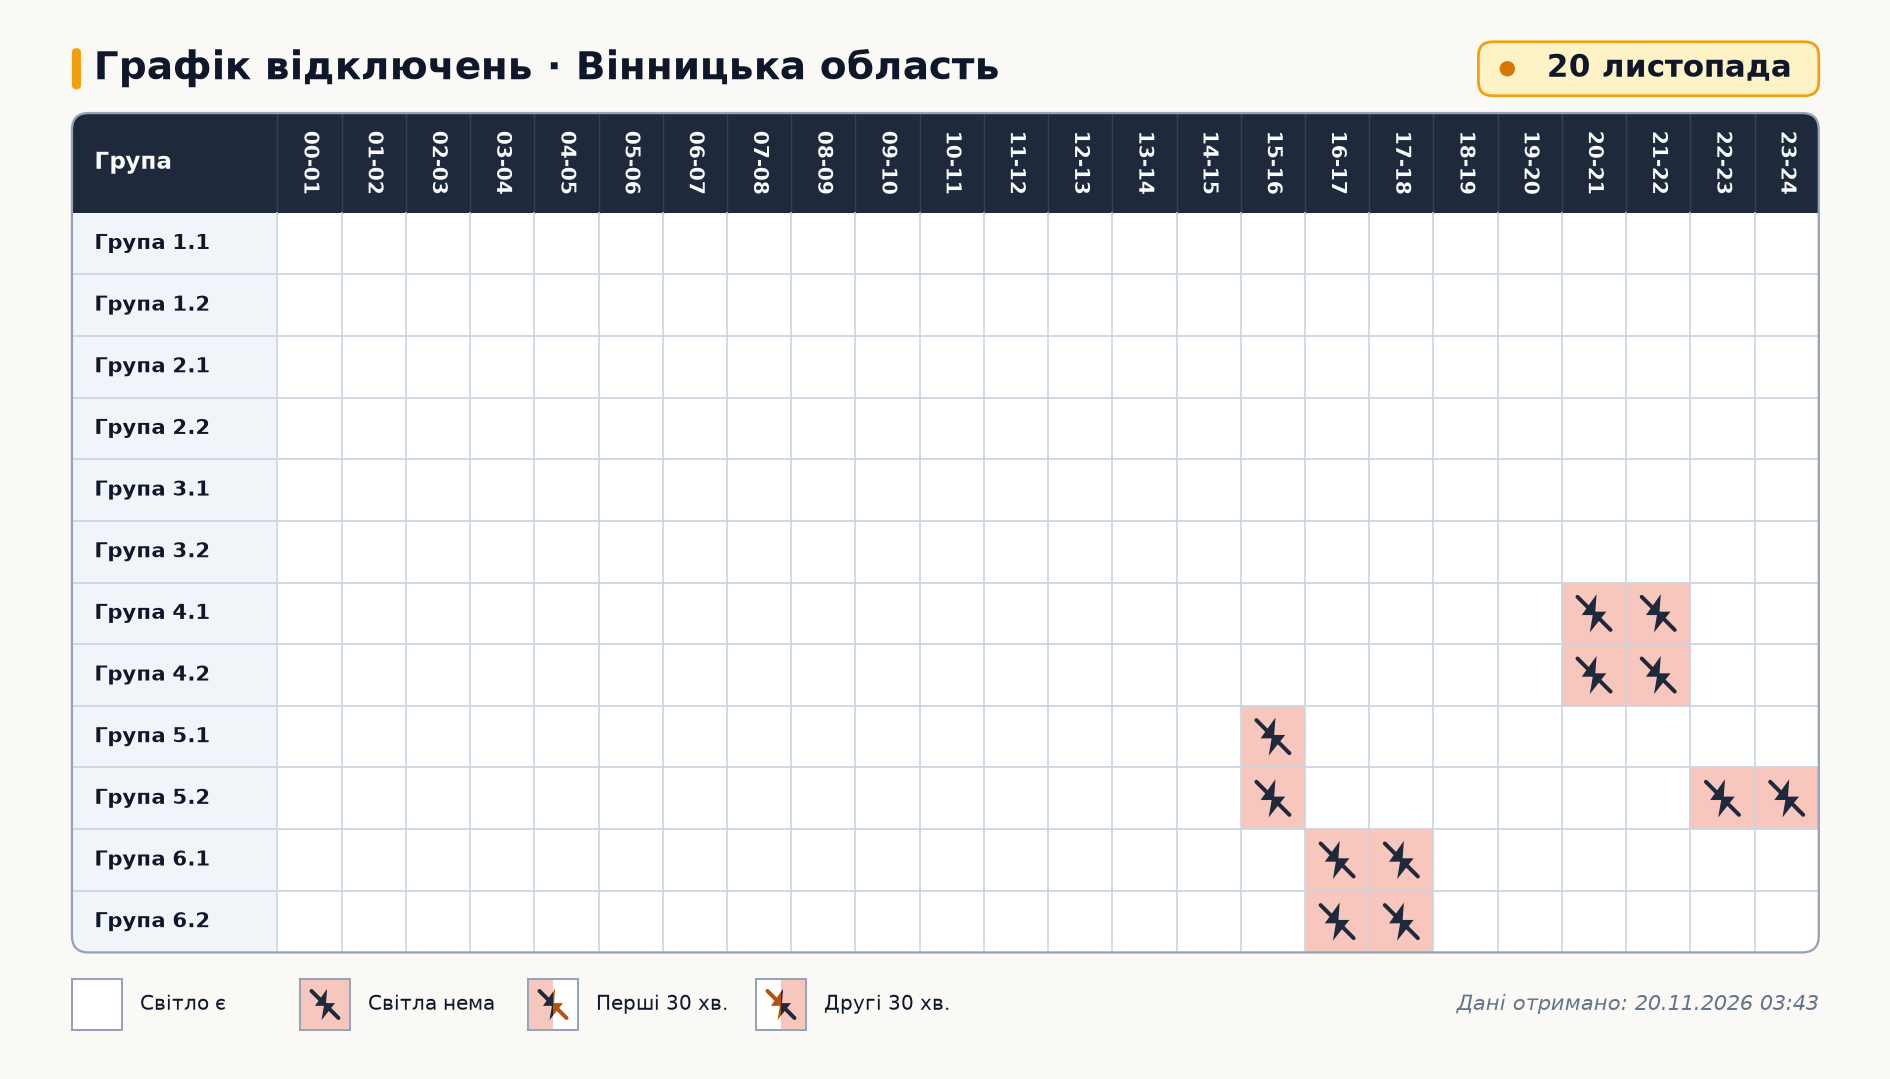 Графік відключень · Вінницька область
20 листопада
Група 00-01 01-02 02-03 03-04 04-05 05-06 06-07 07-08 08-09 09-10 10-11 11-12 12-13 13-14 14-15 15-16 16-17 17-18 18-19 19-20 20-21 21-22 22-23 23-24
Група 1.1
Група 1.2
Група 2.1
Група 2.2
Група 3.1
Група 3.2
Група 4.1
Група 4.2
Група 5.1
Група 5.2
Група 6.1
Група 6.2
Світло є Світла нема Перші 30 хв. Другі 30 хв.
Дані отримано: 20.11.2026 03:43